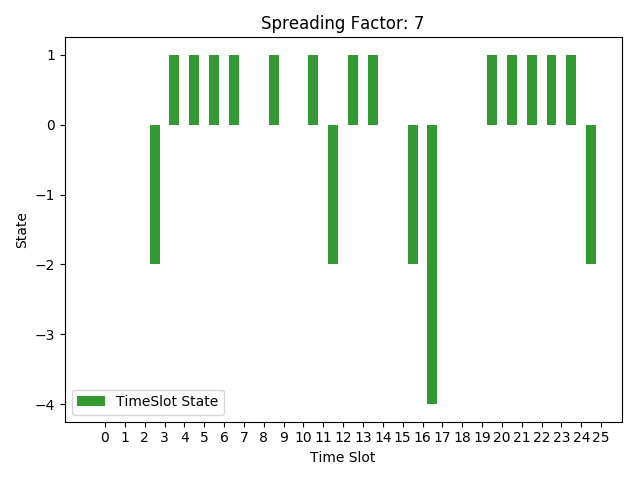 Spreading Factor: 7
1
0
−1
−2
−3
−4
State
TimeSlot State
0 1 2 3 4 5 6 7 8 9 10 11 12 13 14 15 16 17 18 19 20 21 22 23 24 25
Time Slot